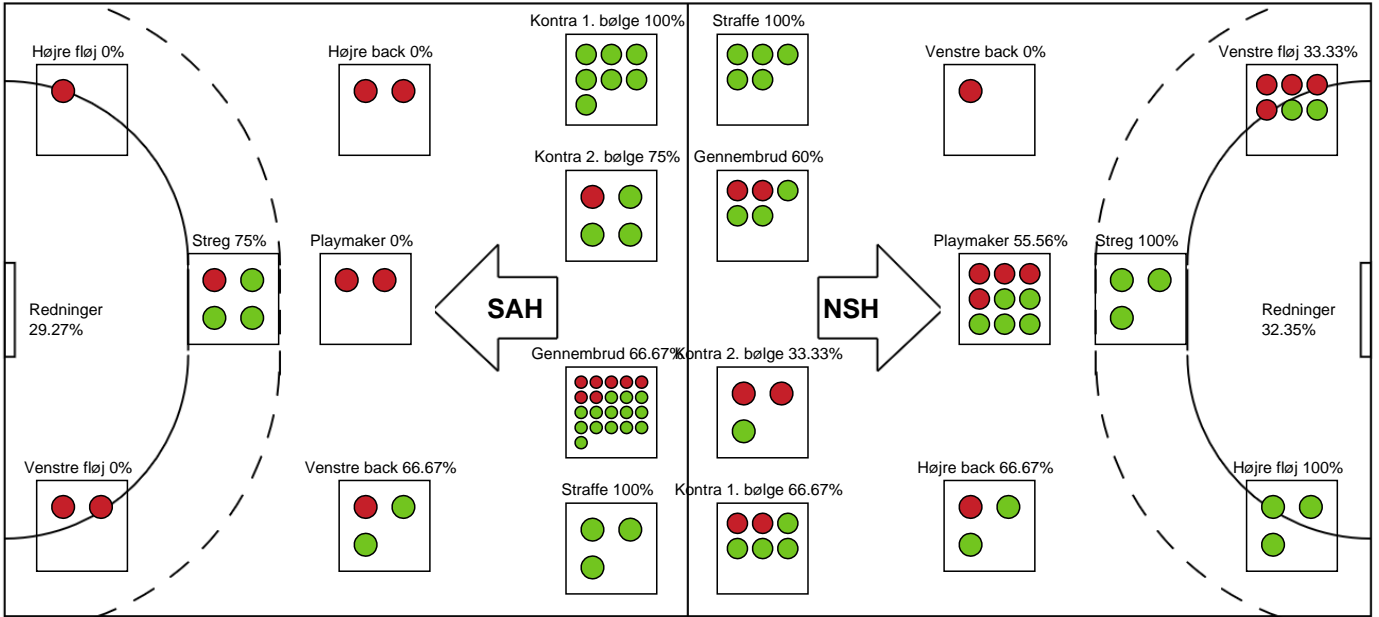 Kontra 1. bølge 100%
Straffe 100%
Højre fløj 0%
Højre back 0%
Venstre back 0%
Venstre fløj 33.33%
Kontra 2. bølge 75%
Gennembrud 60%
Streg 75%
Playmaker 0%
Playmaker 55.56%
Streg 100%
Redninger
29.27%
SAH
NSH
Redninger
32.35%
Gennembrud 66.67%
Kontra 2. bølge 33.33%
Venstre fløj 0%
Venstre back 66.67%
Højre back 66.67%
Højre fløj 100%
Straffe 100%
Kontra 1. bølge 66.67%